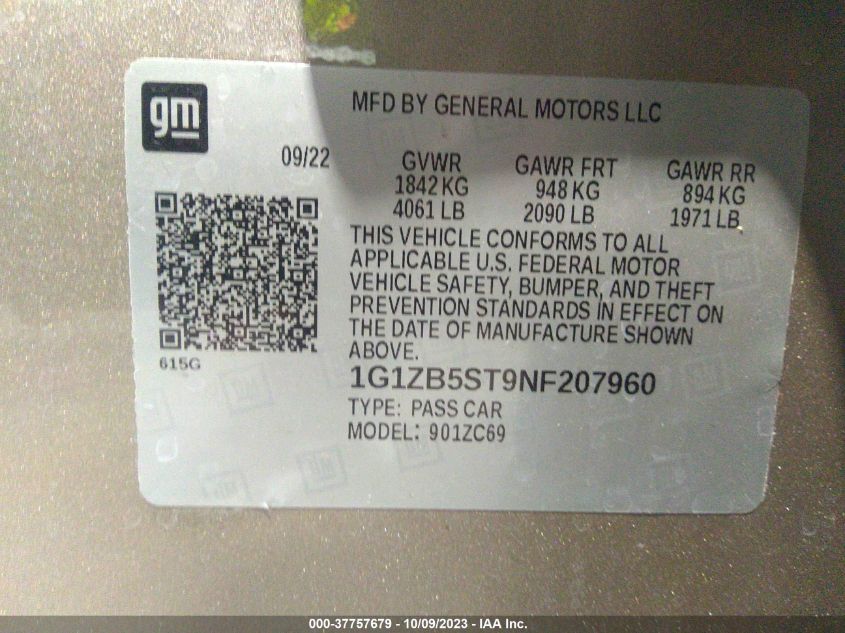 gm
MFD BY GENERAL MOTORS LLC
09/22
GVWR GAWR FRT GAWR RR
1842 KG 948 KG 894 KG
4061 LB 2090 LB 1971 LB
THIS VEHICLE CONFORMS TO ALL
APPLICABLE U.S. FEDERAL MOTOR
VEHICLE SAFETY, BUMPER, AND THEFT
PREVENTION STANDARDS IN EFFECT ON
THE DATE OF MANUFACTURE SHOWN
ABOVE.
615G
1G1ZB5ST9NF207960
TYPE: PASS CAR
MODEL: 901ZC69
000-37757679 - 10/09/2023 - IAA Inc.